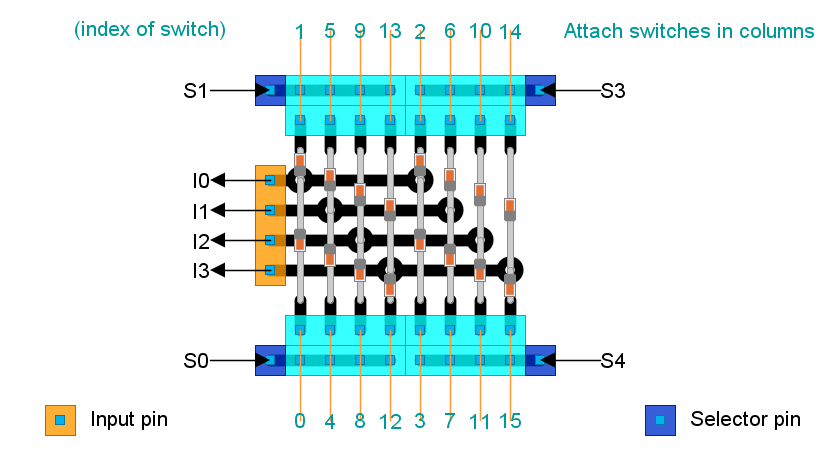 (index of switch) 1 5 9 13 2 6 10 14 Attach switches in columns
S1 S3
I0
I1
I2
I3
S0 S4
0 4 8 12 3 7 11 15
Input pin Selector pin